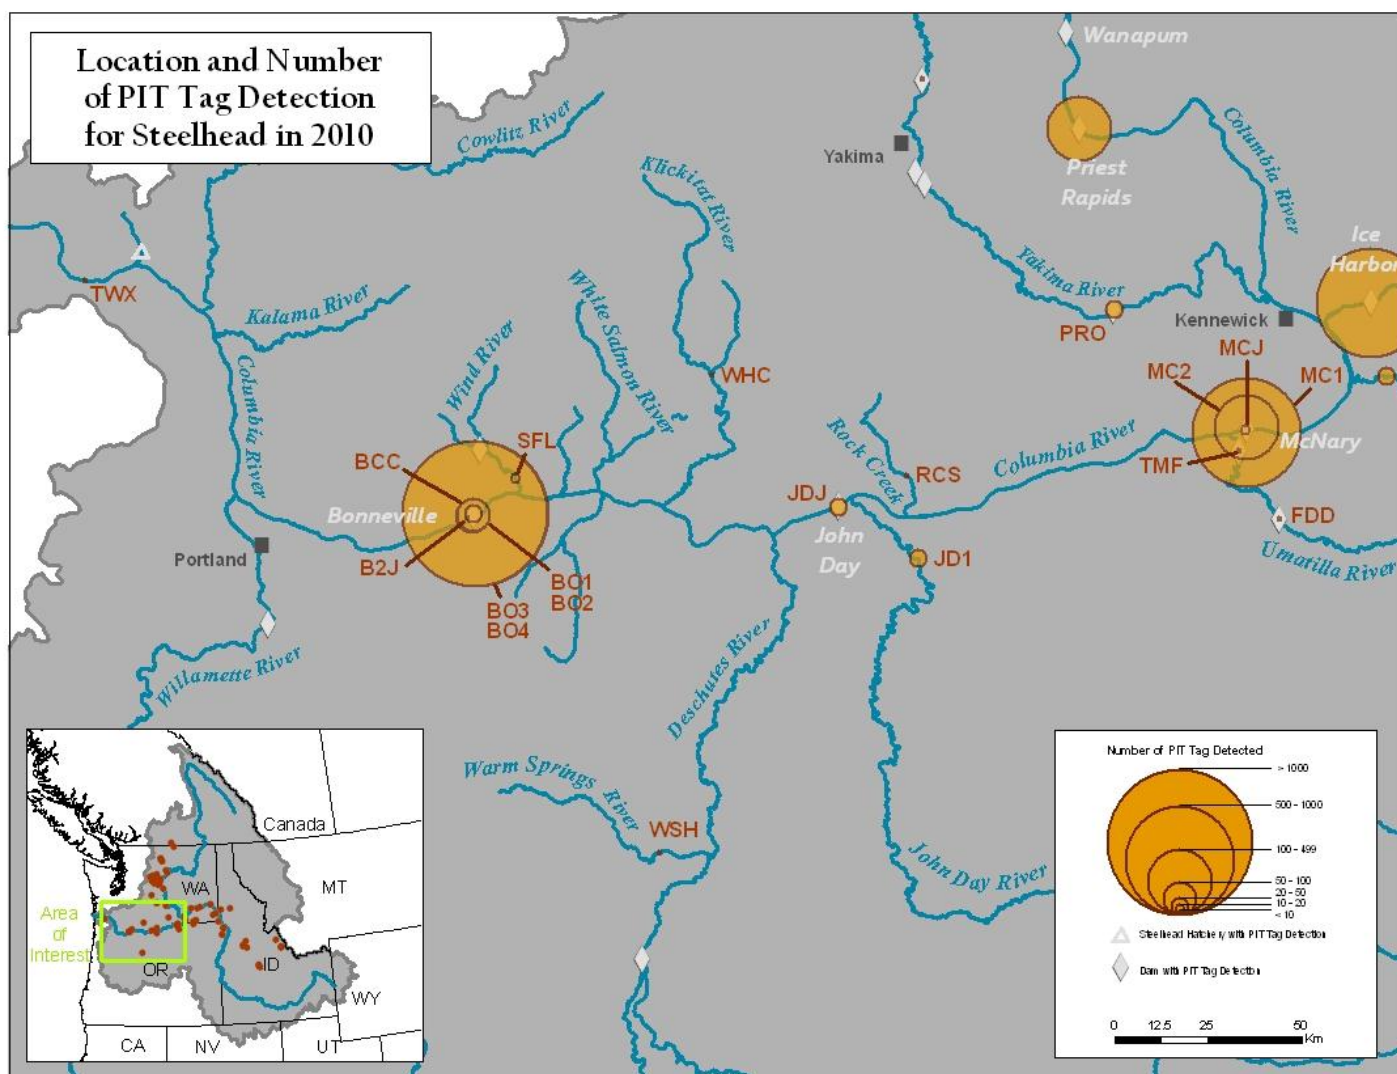 Location and Number
of PIT Tag Detection
for Steelhead in 2010
Cowlitz River
Klickitat River
Wanapum
Yakima
Priest
Rapids
Columbia River
Ice
Harbor
TWX
Kalama River
White Salmon River
Wind River
Yakima River
PRO
Kennewick
MCJ
MC2
MC1
WHC
Columbia River
SFL
BCC
Bonneville
Rock Creek
RCS
Columbia River
McNary
TMF
JDJ
John
Day
JD1
FDD
Umatilla River
Portland
B2J
BO1
BO2
BO3
BO4
Willamette River
Deschutes River
Warm Springs River
WSH
John Day River
Canada
WA
MT
Area
of
Interest
OR
ID
WY
CA
NV
UT
Number of PIT Tag Detected
> 1000
500 - 1000
100 - 499
50 - 100
20 - 50
10 - 20
< 10
Steelhead Hatchery with PIT Tag Detection
Dam with PIT Tag Detection
0 12.5 25 50
Km